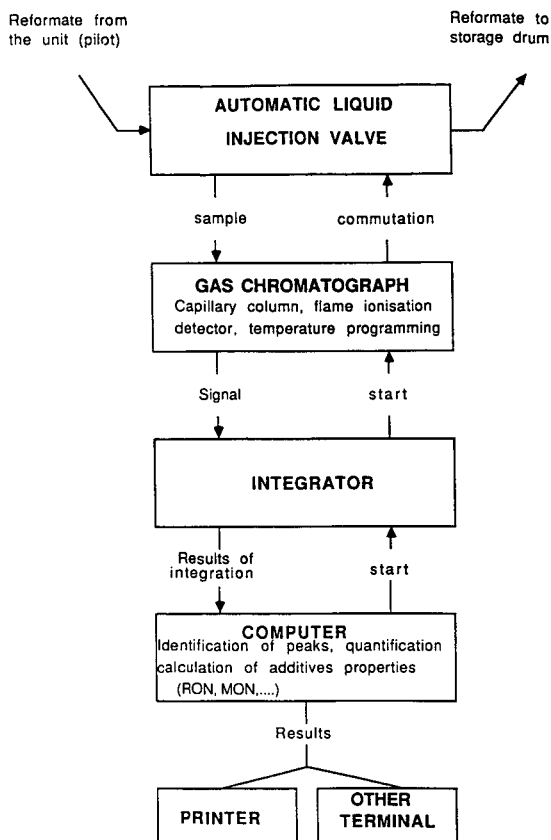 Reformate from
the unit (pilot)
Reformate to
storage drum
AUTOMATIC LIQUID
INJECTION VALVE
sample
commutation
GAS CHROMATOGRAPH
Capillary column, flame ionisation
detector, temperature programming
Signal
start
INTEGRATOR
Results of
integration
start
COMPUTER
Identification of peaks, quantification
calculation of additives properties
(RON, MON,....)
Results
PRINTER
OTHER
TERMINAL